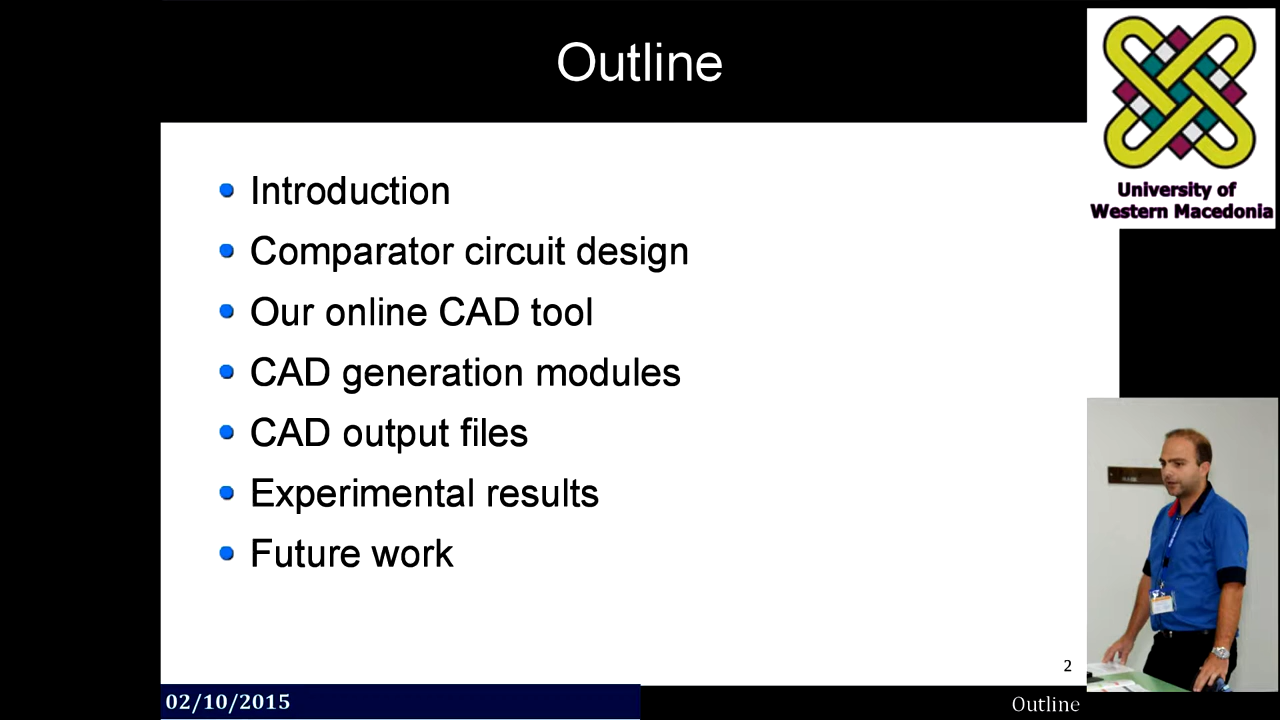 Outline
University of
Western Macedonia
Introduction
Comparator circuit design
Our online CAD tool
CAD generation modules
CAD output files
Experimental results
Future work
2
02/10/2015
Outline